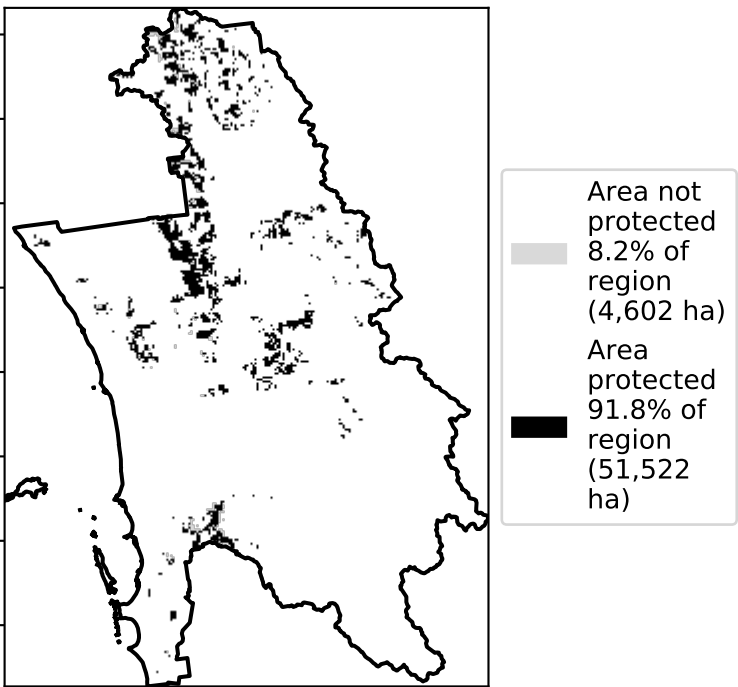 Area not
protected
8.2% of
region
(4,602 ha)
Area
protected
91.8% of
region
(51,522
ha)